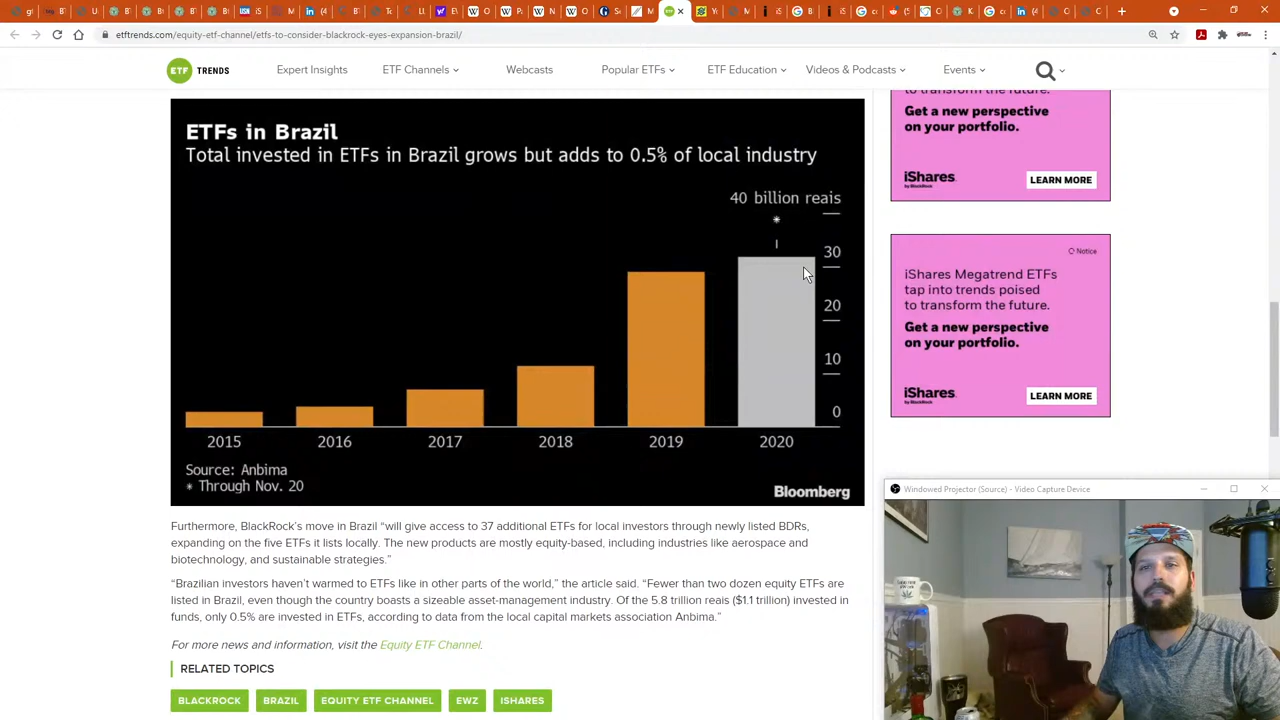 etftrends.com/equity-etf-channel/etfs-to-consider-blackrock-eyes-expansion-brazil/
ETF TRENDS
Expert Insights
ETF Channels
Webcasts
Popular ETFs
ETF Education
Videos & Podcasts
Events
ETFs in Brazil
Total invested in ETFs in Brazil grows but adds to 0.5% of local industry
40 billion reais
*
30
20
10
0
2015 2016 2017 2018 2019 2020
Source: Anbima
* Through Nov. 20
Bloomberg
Furthermore, BlackRock's move in Brazil “will give access to 37 additional ETFs for local investors through newly listed BDRs,
expanding on the five ETFs it lists locally. The new products are mostly equity-based, including industries like aerospace and
biotechnology, and sustainable strategies.”
“Brazilian investors haven't warmed to ETFs like in other parts of the world,” the article said. “Fewer than two dozen equity ETFs are
listed in Brazil, even though the country boasts a sizeable asset-management industry. Of the 5.8 trillion reais ($1.1 trillion) invested in
funds, only 0.5% are invested in ETFs, according to data from the local capital markets association Anbima.”
For more news and information, visit the Equity ETF Channel.
RELATED TOPICS
BLACKROCK
BRAZIL
EQUITY ETF CHANNEL
EWZ
ISHARES
to transform the future.
Get a new perspective
on your portfolio.
iShares.
by BlackRock
LEARN MORE
Notice
iShares Megatrend ETFs
tap into trends poised
to transform the future.
Get a new perspective
on your portfolio.
iShares.
by BlackRock
LEARN MORE
Windowed Projector (Source) - Video Capture Device